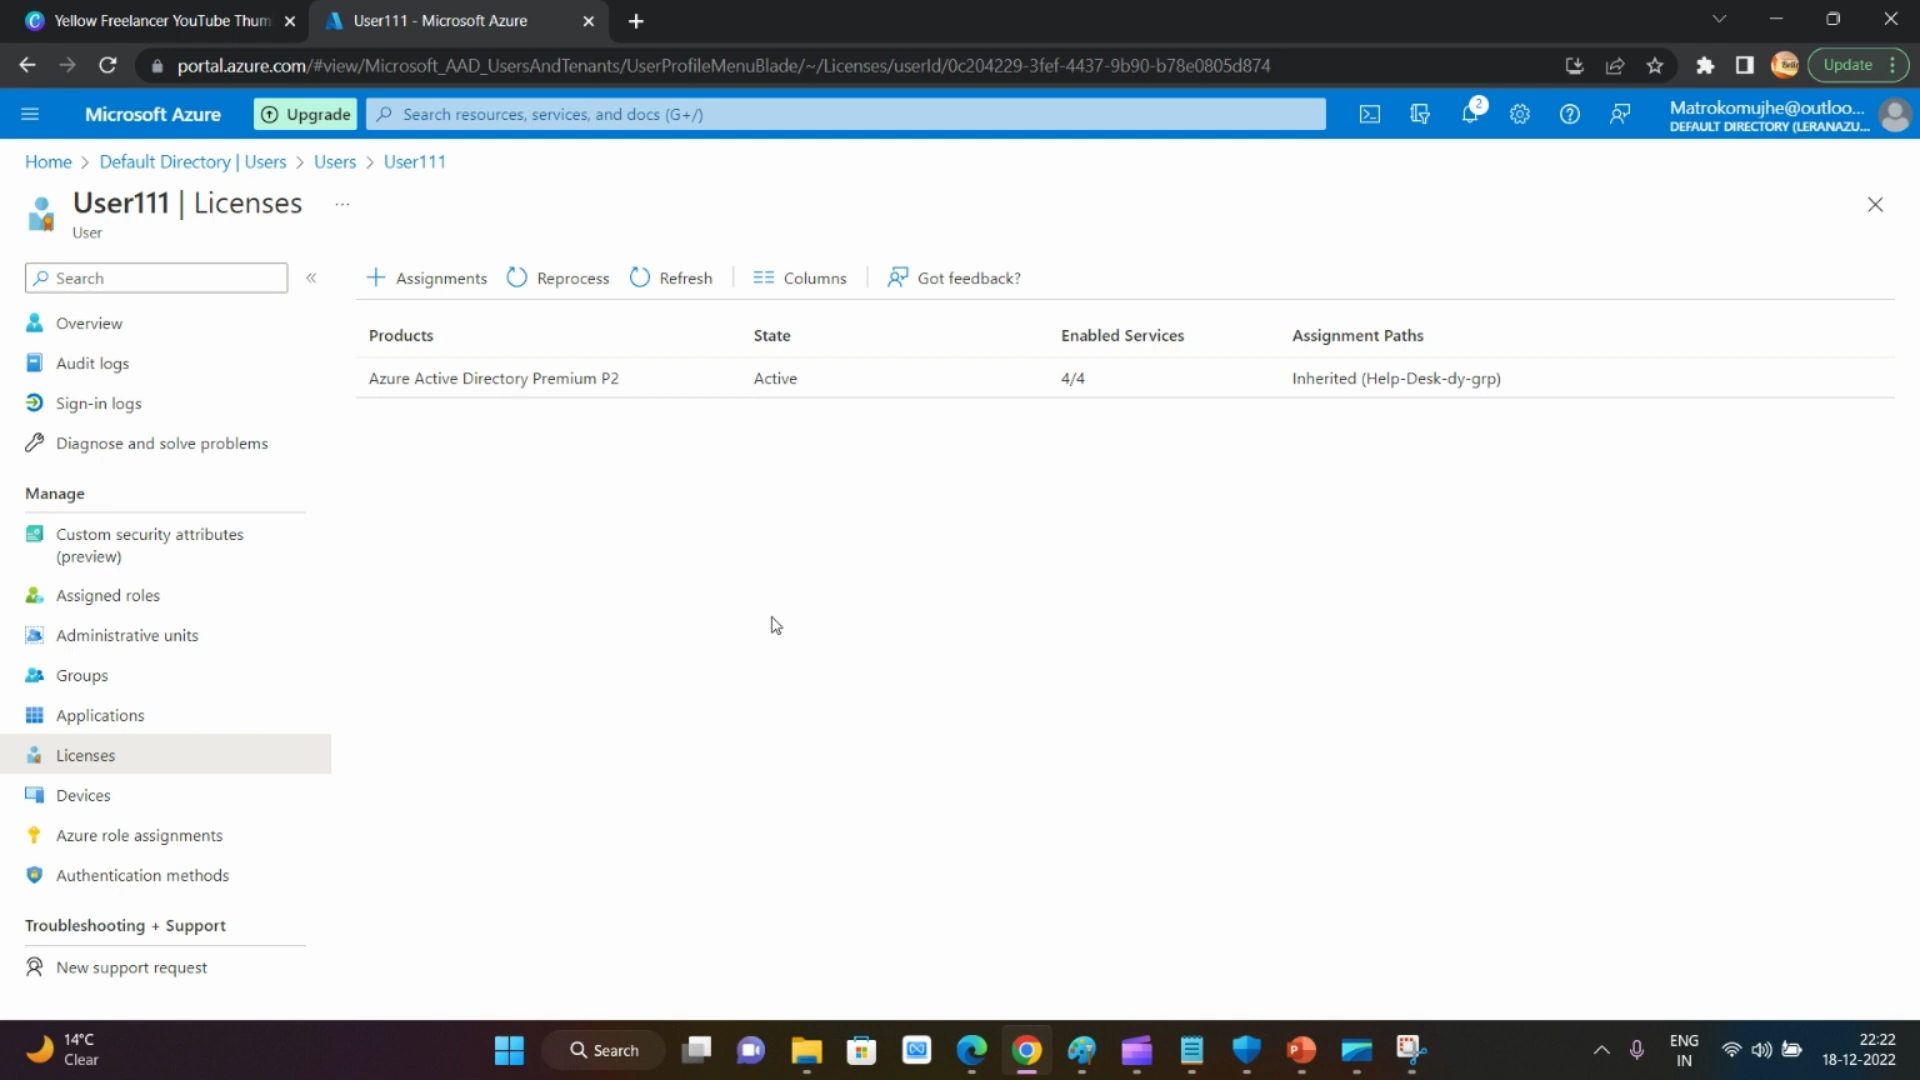 Yellow Freelancer YouTube Thum
User111 - Microsoft Azure
portal.azure.com/#view/Microsoft_AAD_UsersAndTenants/UserProfileMenuBlade/~/Licenses/userId/0c204229-3fef-4437-9b90-b78e0805d874
Update
Microsoft Azure
Upgrade
Search resources, services, and docs (G+/)
2
Matrokomujhe@outloo...
DEFAULT DIRECTORY (LERANAZU...
Home > Default Directory | Users > Users > User111
User111 | Licenses ...
User
Search
«
Assignments
Reprocess
Refresh
Columns
Got feedback?
Overview
Audit logs
Sign-in logs
Diagnose and solve problems
Manage
Custom security attributes
(preview)
Assigned roles
Administrative units
Groups
Applications
Licenses
Devices
Azure role assignments
Authentication methods
Troubleshooting + Support
New support request
Products State Enabled Services Assignment Paths
Azure Active Directory Premium P2 Active 4/4 Inherited (Help-Desk-dy-grp)
14°C
Clear
Search
ENG
IN
22:22
18-12-2022